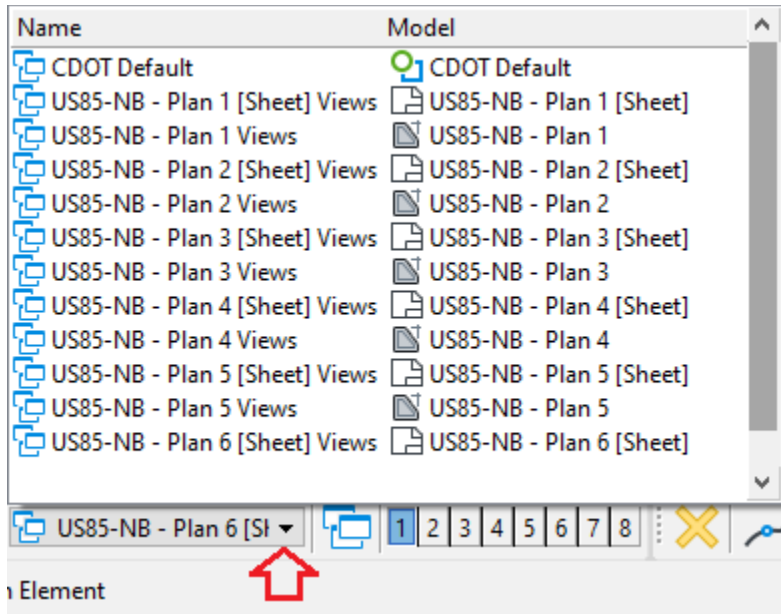 Name Model
CDOT Default CDOT Default
US85-NB - Plan 1 [Sheet] Views US85-NB - Plan 1 [Sheet]
US85-NB - Plan 1 Views US85-NB - Plan 1
US85-NB - Plan 2 [Sheet] Views US85-NB - Plan 2 [Sheet]
US85-NB - Plan 2 Views US85-NB - Plan 2
US85-NB - Plan 3 [Sheet] Views US85-NB - Plan 3 [Sheet]
US85-NB - Plan 3 Views US85-NB - Plan 3
US85-NB - Plan 4 [Sheet] Views US85-NB - Plan 4 [Sheet]
US85-NB - Plan 4 Views US85-NB - Plan 4
US85-NB - Plan 5 [Sheet] Views US85-NB - Plan 5 [Sheet]
US85-NB - Plan 5 Views US85-NB - Plan 5
US85-NB - Plan 6 [Sheet] Views US85-NB - Plan 6 [Sheet]
US85-NB - Plan 6 [Sh 1 2 3 4 5 6 7 8
n Element